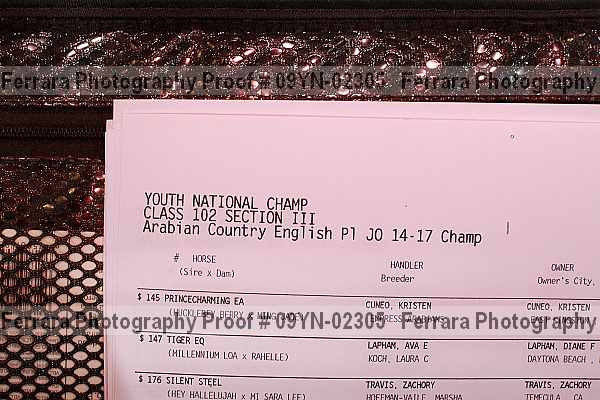 Ferrara Photography Proof # 09YN-02305 Ferrara Photography
YOUTH NATIONAL CHAMP
CLASS 102 SECTION III
Arabian Country English Pl JO 14-17 Champ
# HORSE HANDLER OWNER
(Sire x Dam) Breeder Owner's City,
$ 145 PRINCECHARMING EA CUNEO, KRISTEN CUNEO, KRISTEN
Ferrara Photography Proof # 09YN-02305 Ferrara Photography
$ 147 TIGER EQ LAPHAM, AVA E LAPHAM, DIANE F
(MILLENNIUM LOA x RAHELLE) KOCH, LAURA C DAYTONA BEACH ,
$ 176 SILENT STEEL TRAVIS, ZACHORY TRAVIS, ZACHORY
(HEY HALLELUJAH x MI SARA LEE) HOFFMAN-VAILE, MARSHA TEMECULA, CA